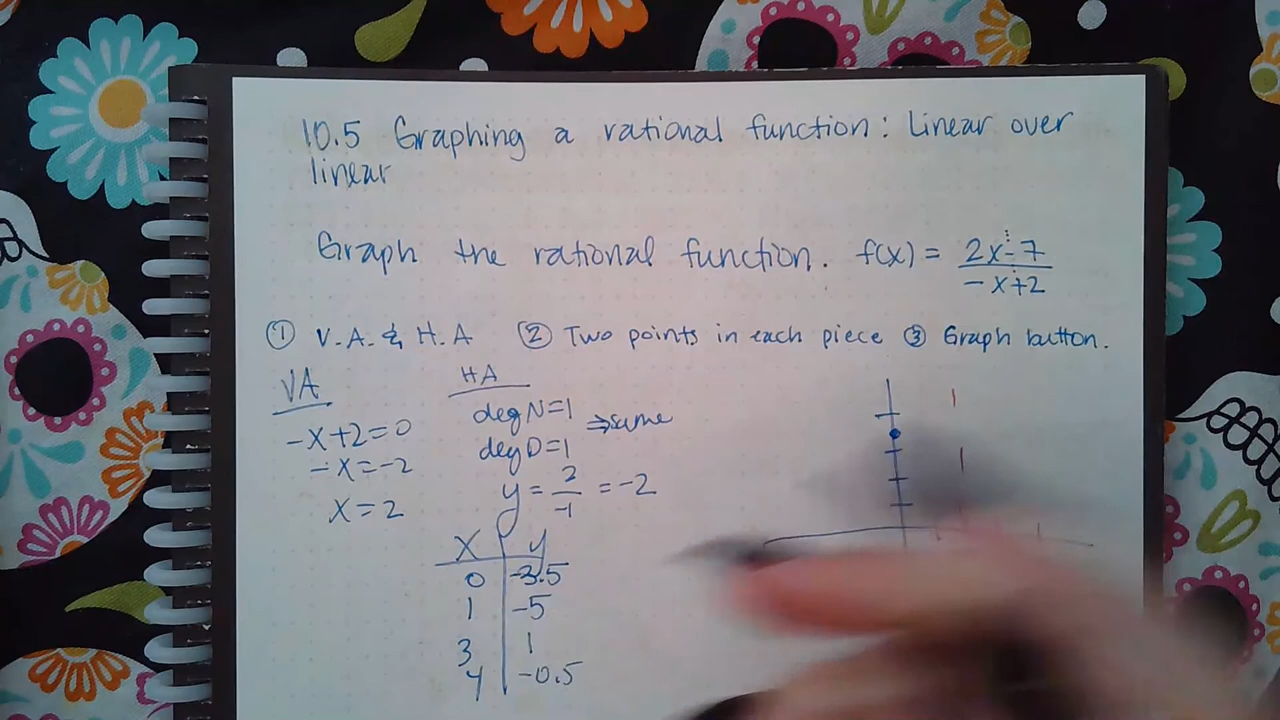 10.5 Graphing a rational function: Linear over
linear
Graph the rational function. f(x) = 2x-7
-x+2
① V.A. & H.A ② Two points in each piece ③ Graph button.
VA
-x+2=0
-x=-2
x=2
HA
deg N=1
deg D=1
⇒same
y = 2/-1 = -2
x y
0 -3.5
1 -5
3 1
4 -0.5